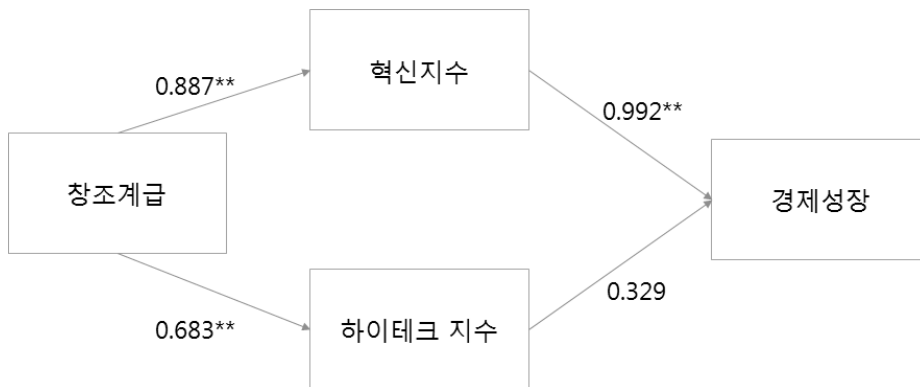 혁신지수
0.887**
0.992**
창조계급
경제성장
0.683**
하이테크 지수
0.329